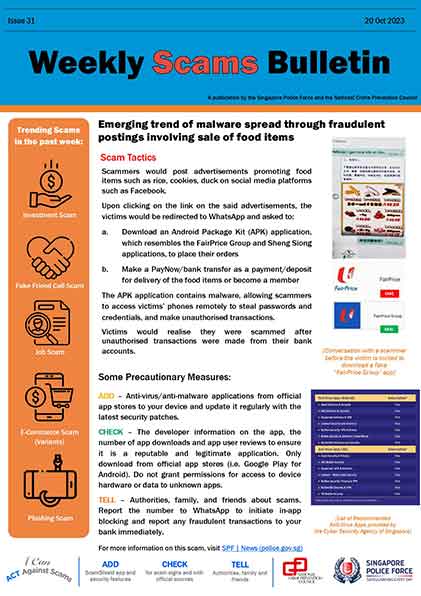 Issue 31
20 Oct 2023
Weekly Scams Bulletin
A publication by the Singapore Police Force and the National Crime Prevention Council
Trending Scams
in the past week:
Investment Scam
Fake Friend Call Scam
Job Scam
E-Commerce Scam
(Variants)
Phishing Scam
Emerging trend of malware spread through fraudulent
postings involving sale of food items
Scam Tactics
Scammers would post advertisements promoting food
items such as rice, cookies, duck on social media platforms
such as Facebook.
Upon clicking on the link on the said advertisements, the
victims would be redirected to WhatsApp and asked to:
a. Download an Android Package Kit (APK) application,
which resembles the FairPrice Group and Sheng Siong
applications, to place their orders
b. Make a PayNow/bank transfer as a payment/deposit
for delivery of the food items or become a member
The APK application contains malware, allowing scammers
to access victims' phones remotely to steal passwords and
credentials, and make unauthorised transactions.
Victims would realise they were scammed after
unauthorised transactions were made from their bank
accounts.
FairPrice
FairPrice
[Conversation with a scammer
before the victim is invited to
download a fake
"FairPrice Group" app]
Some Precautionary Measures:
ADD - Anti-virus/anti-malware applications from official
app stores to your device and update it regularly with the
latest security patches.
CHECK - The developer information on the app, the
number of app downloads and app user reviews to ensure
it is a reputable and legitimate application. Only
download from official app stores (i.e. Google Play for
Android). Do not grant permissions for access to device
hardware or data to unknown apps.
TELL - Authorities, family, and friends about scams.
Report the number to WhatsApp to initiate in-app
blocking and report any fraudulent transactions to your
bank immediately.
[List of Recommended
Anti-Virus Apps provided by
the Cyber Security Agency of Singapore]
For more information on this scam, visit SPF | News (police.gov.sg)
I Can
ACT Against Scams
ADD
ScamShield app and
security features
CHECK
for scam signs and with
official sources
TELL
Authorities, family and
friends
SINGAPORE
POLICE FORCE